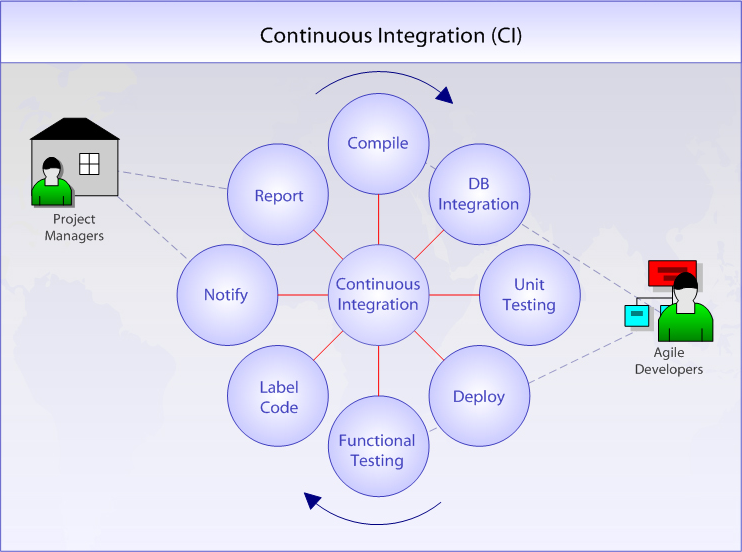 Continuous Integration (CI)
Compile
DB
Integration
Unit
Testing
Deploy
Functional
Testing
Label
Code
Notify
Report
Continuous
Integration
Project
Managers
Agile
Developers